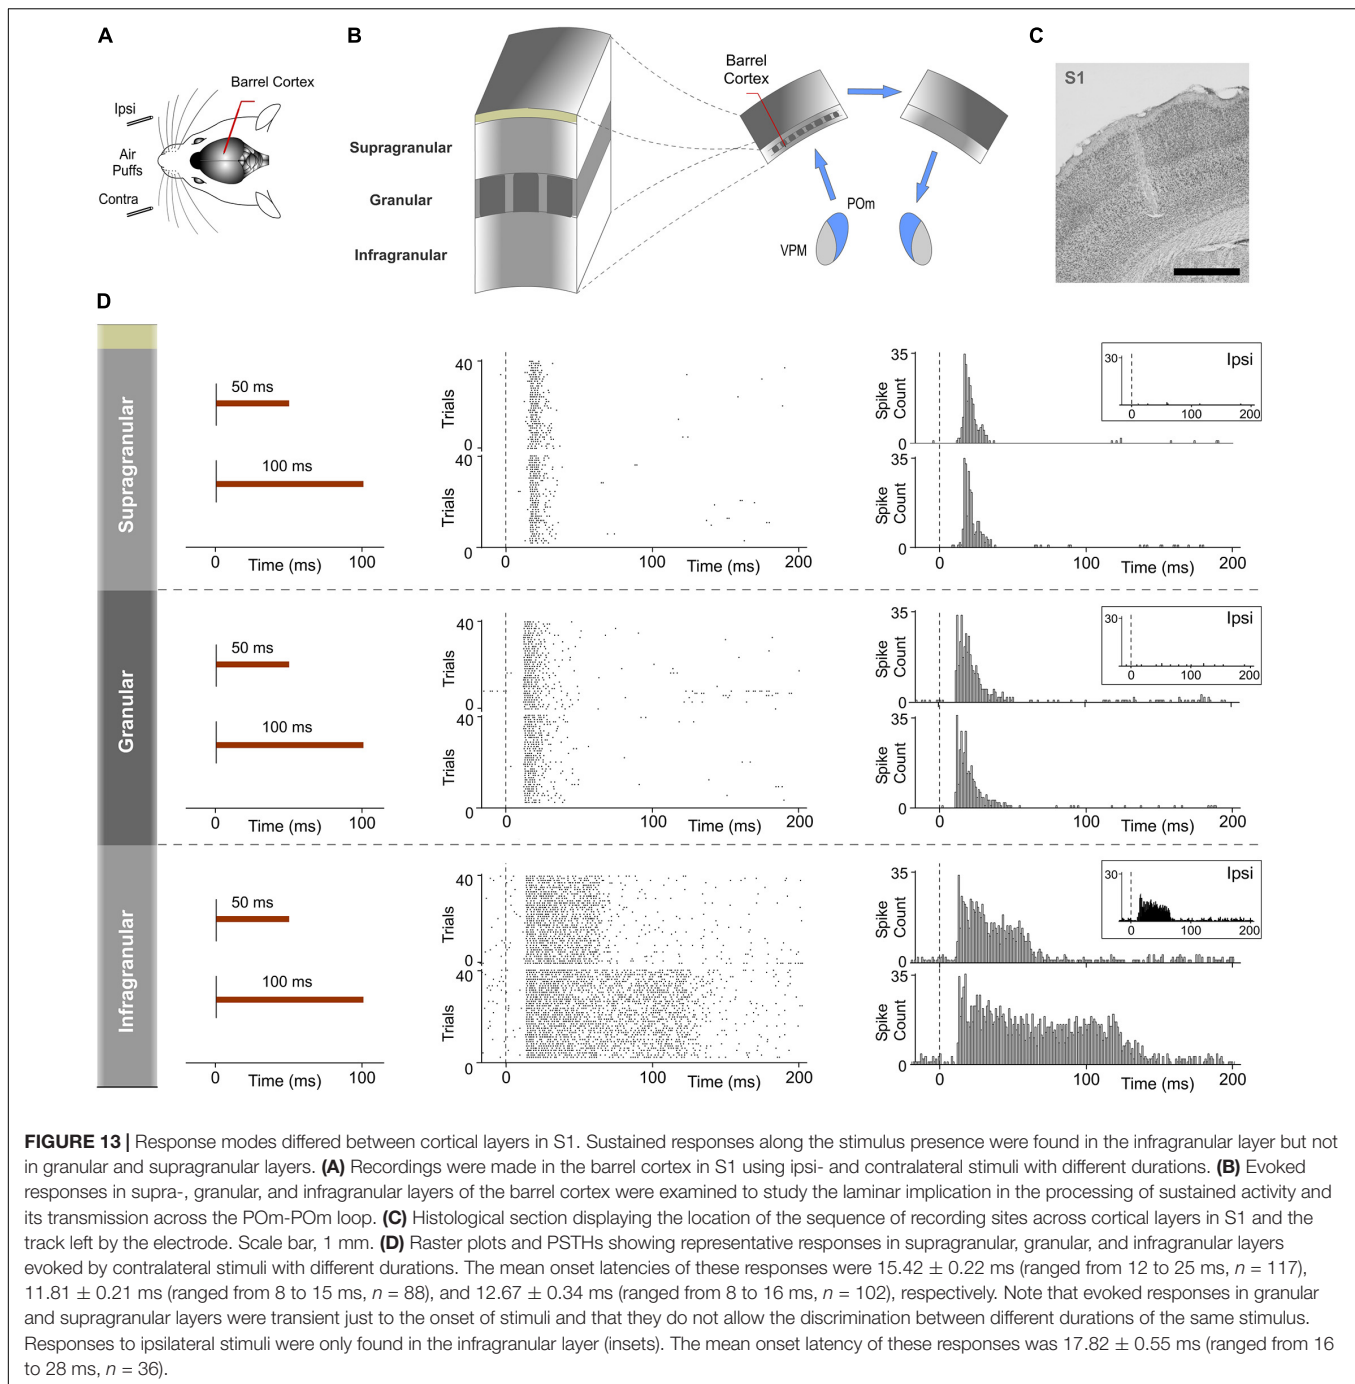 A
Barrel Cortex
Ipsi
Air
Puffs
Contra
B
Supragranular
Granular
Infragranular
Barrel
Cortex
POm
VPM
C
S1
D
Supragranular
50 ms
100 ms
0 100
Time (ms)
40
Trials
0
40
Trials
0
0 100 200
Time (ms)
35
Spike
Count
0
30
Ipsi
0 100 200
35
Spike
Count
0
0 100 200
Time (ms)
Granular
50 ms
100 ms
0 100
Time (ms)
40
Trials
0
40
Trials
0
0 100 200
Time (ms)
35
Spike
Count
0
30
Ipsi
0 100 200
35
Spike
Count
0
0 100 200
Time (ms)
Infragranular
50 ms
100 ms
0 100
Time (ms)
40
Trials
0
40
Trials
0
0 100 200
Time (ms)
35
Spike
Count
0
30
Ipsi
0 100 200
35
Spike
Count
0
0 100 200
Time (ms)
FIGURE 13 | Response modes differed between cortical layers in S1. Sustained responses along the stimulus presence were found in the infragranular layer but not
in granular and supragranular layers. (A) Recordings were made in the barrel cortex in S1 using ipsi- and contralateral stimuli with different durations. (B) Evoked
responses in supra-, granular, and infragranular layers of the barrel cortex were examined to study the laminar implication in the processing of sustained activity and
its transmission across the POm-POm loop. (C) Histological section displaying the location of the sequence of recording sites across cortical layers in S1 and the
track left by the electrode. Scale bar, 1 mm. (D) Raster plots and PSTHs showing representative responses in supragranular, granular, and infragranular layers
evoked by contralateral stimuli with different durations. The mean onset latencies of these responses were 15.42 ± 0.22 ms (ranged from 12 to 25 ms, n = 117),
11.81 ± 0.21 ms (ranged from 8 to 15 ms, n = 88), and 12.67 ± 0.34 ms (ranged from 8 to 16 ms, n = 102), respectively. Note that evoked responses in granular
and supragranular layers were transient just to the onset of stimuli and that they do not allow the discrimination between different durations of the same stimulus.
Responses to ipsilateral stimuli were only found in the infragranular layer (insets). The mean onset latency of these responses was 17.82 ± 0.55 ms (ranged from 16
to 28 ms, n = 36).